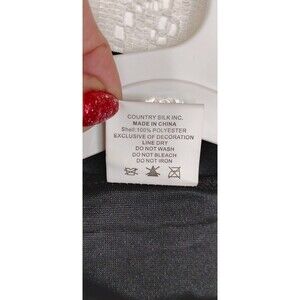 COUNTRY SILK INC.
MADE IN CHINA
Shell:100% POLYESTER
EXCLUSIVE OF DECORATION
LINE DRY
DO NOT WASH
DO NOT BLEACH
DO NOT IRON